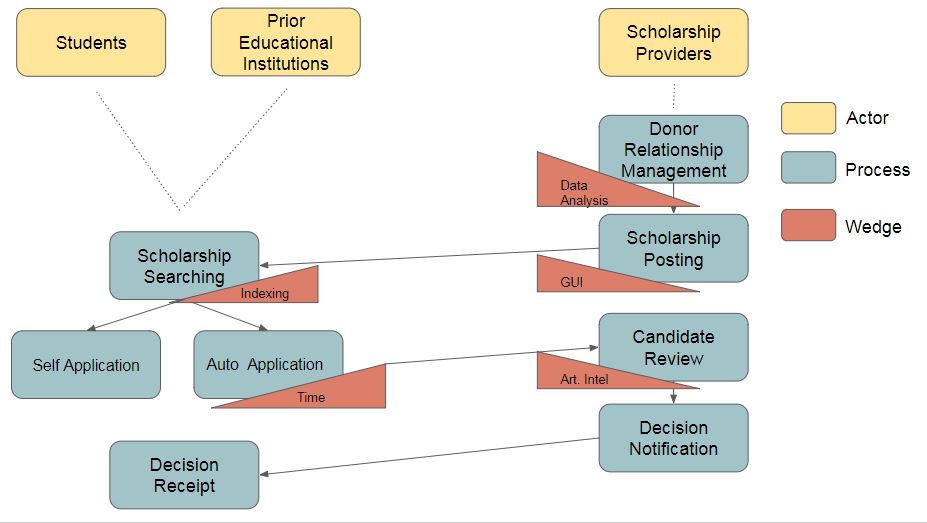 Students
Prior
Educational
Institutions
Scholarship
Providers
Actor
Process
Wedge
Donor
Relationship
Management
Data
Analysis
Scholarship
Posting
GUI
Scholarship
Searching
Indexing
Self Application
Auto  Application
Time
Candidate
Review
Art. Intel
Decision
Notification
Decision
Receipt